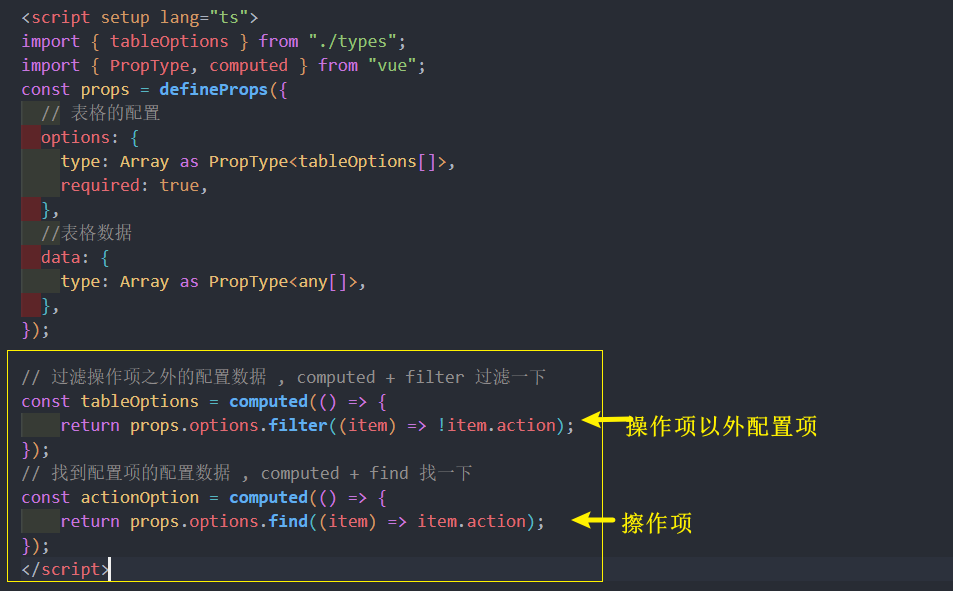 <script setup lang="ts">
import { tableOptions } from "./types";
import { PropType, computed } from "vue";
const props = defineProps({
  // 表格的配置
  options: {
    type: Array as PropType<tableOptions[]>,
    required: true,
  },
  //表格数据
  data: {
    type: Array as PropType<any[]>,
  },
});
// 过滤操作项之外的配置数据 , computed + filter 过滤一下
const tableOptions = computed(() => {
    return props.options.filter((item) => !item.action);
操作项以外配置项
});
// 找到配置项的配置数据 , computed + find 找一下
const actionOption = computed(() => {
    return props.options.find((item) => item.action);
擦作项
});
</script>